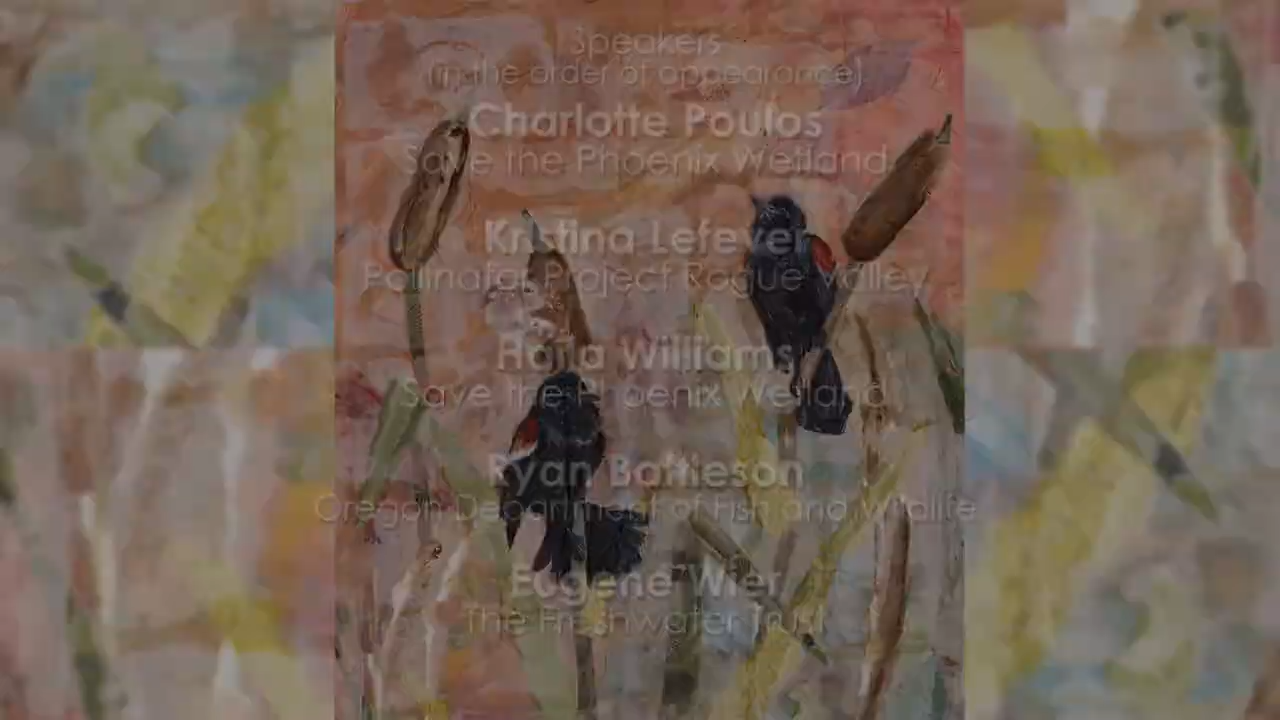 Speakers
(in the order of appearance)
Charlotte Poulos
Save the Phoenix Wetland
Kristina Lefever
Pollinator Project Rogue Valley
Williams
Save the Phoenix Wetland
Ryan Battleson
Oregon Department of Fish and Wildlife
Eugene Wier
The Freshwater Trust